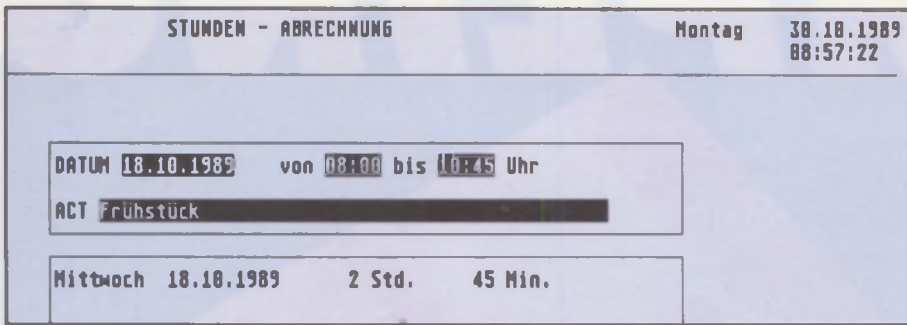 STUNDEN - ABRECHNUNG Montag 30.10.1989
08:57:22
DATUM 18.10.1989 von 08:00 bis 10:45 Uhr
ACT Frühstück
Mittwoch 18.10.1989 2 Std. 45 Min.